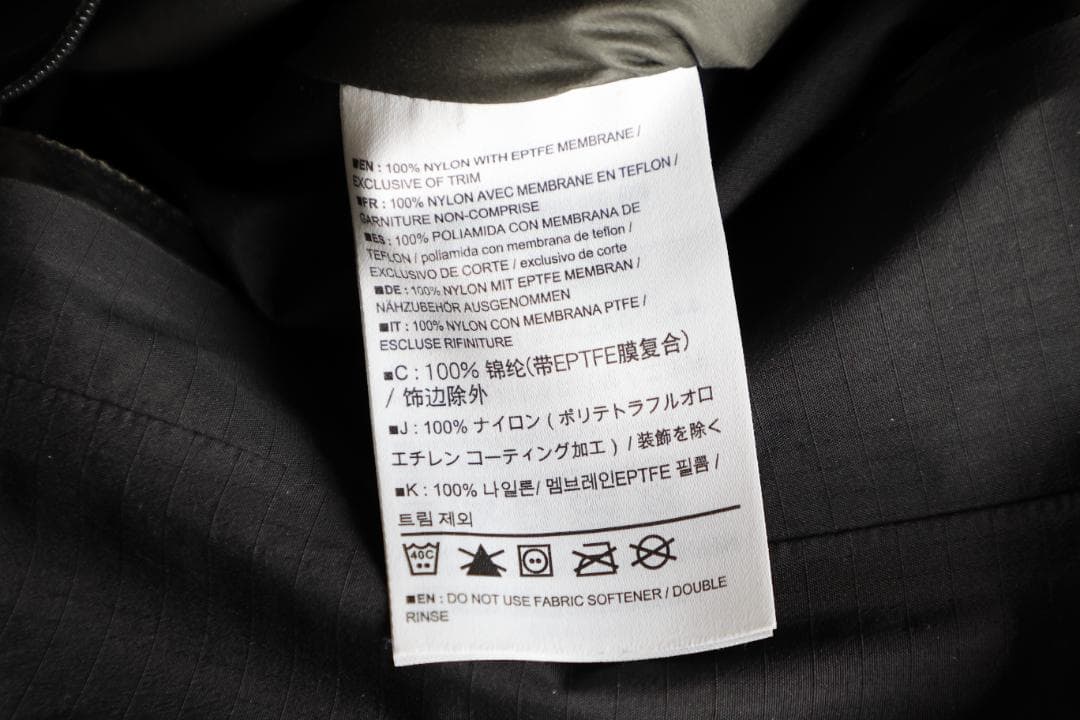 ■EN : 100% NYLON WITH EPTFE MEMBRANE /
EXCLUSIVE OF TRIM
■FR : 100% NYLON AVEC MEMBRANE EN TEFLON /
GARNITURE NON-COMPRISE
■ES : 100% POLIAMIDA CON MEMBRANA DE
TEFLON / poliamida con membrana de teflon /
EXCLUSIVO DE CORTE / exclusivo de corte
■DE : 100% NYLON MIT EPTFE MEMBRAN /
NÄHZUBEHÖR AUSGENOMMEN
■IT : 100% NYLON CON MEMBRANA PTFE /
ESCLUSE RIFINITURE
■C : 100% 锦纶(带EPTFE膜复合)
/ 饰边除外
■J : 100% ナイロン ( ポリテトラフルオロ
エチレン コーティング加工 ) / 装飾を除く
■K : 100% 나일론/ 멤브레인EPTFE 필름 /
트림 제외
40C
■EN : DO NOT USE FABRIC SOFTENER / DOUBLE
RINSE